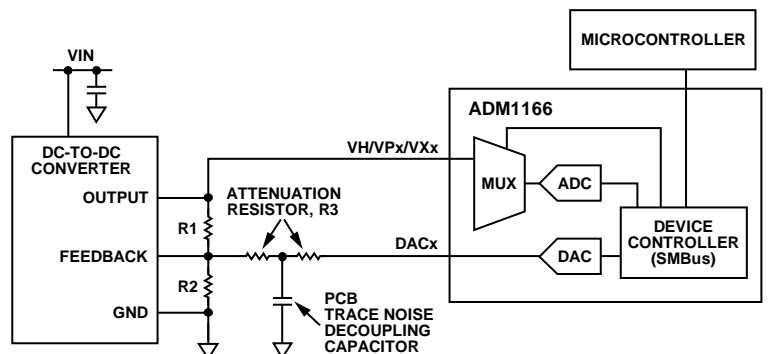 MICROCONTROLLER
VIN
ADM1166
DC-TO-DC
CONVERTER
VH/VPx/VXx
MUX
ADC
OUTPUT
ATTENUATION
RESISTOR, R3
R1
DEVICE
CONTROLLER
(SMBus)
FEEDBACK
DACx
DAC
R2
GND
PCB
TRACE NOISE
DECOUPLING
CAPACITOR